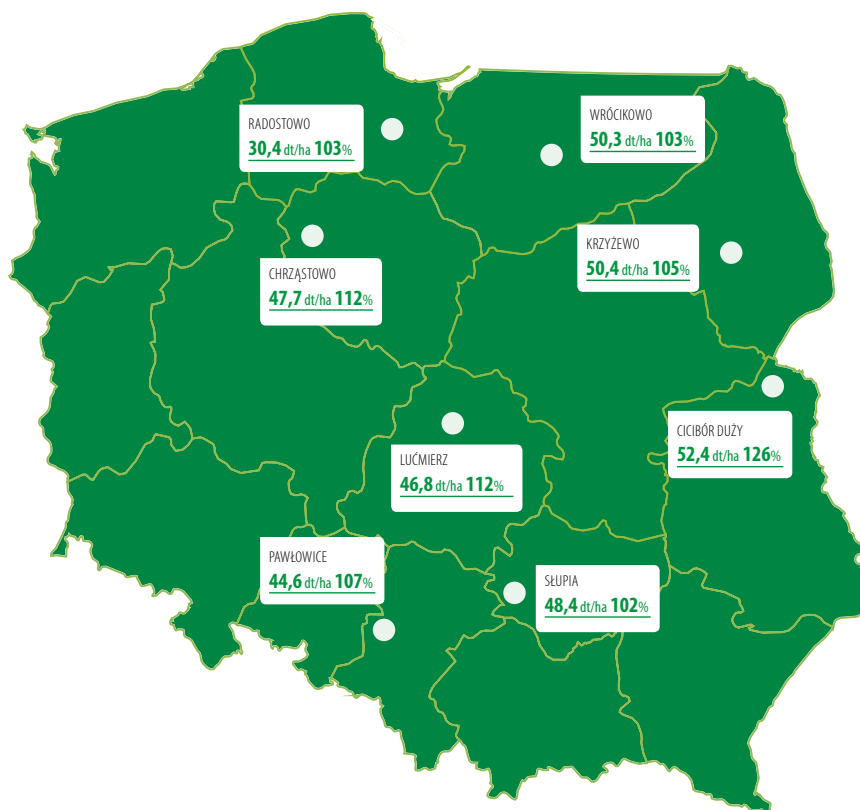 RADOSTOWO
30,4 dt/ha 103%
WRÓCIKOWO
50,3 dt/ha 103%
CHRZĄSTOWO
47,7 dt/ha 112%
KRZYŻEWO
50,4 dt/ha 105%
CICIBÓR DUŻY
52,4 dt/ha 126%
LUĆMIERZ
46,8 dt/ha 112%
PAWŁOWICE
44,6 dt/ha 107%
SŁUPIA
48,4 dt/ha 102%